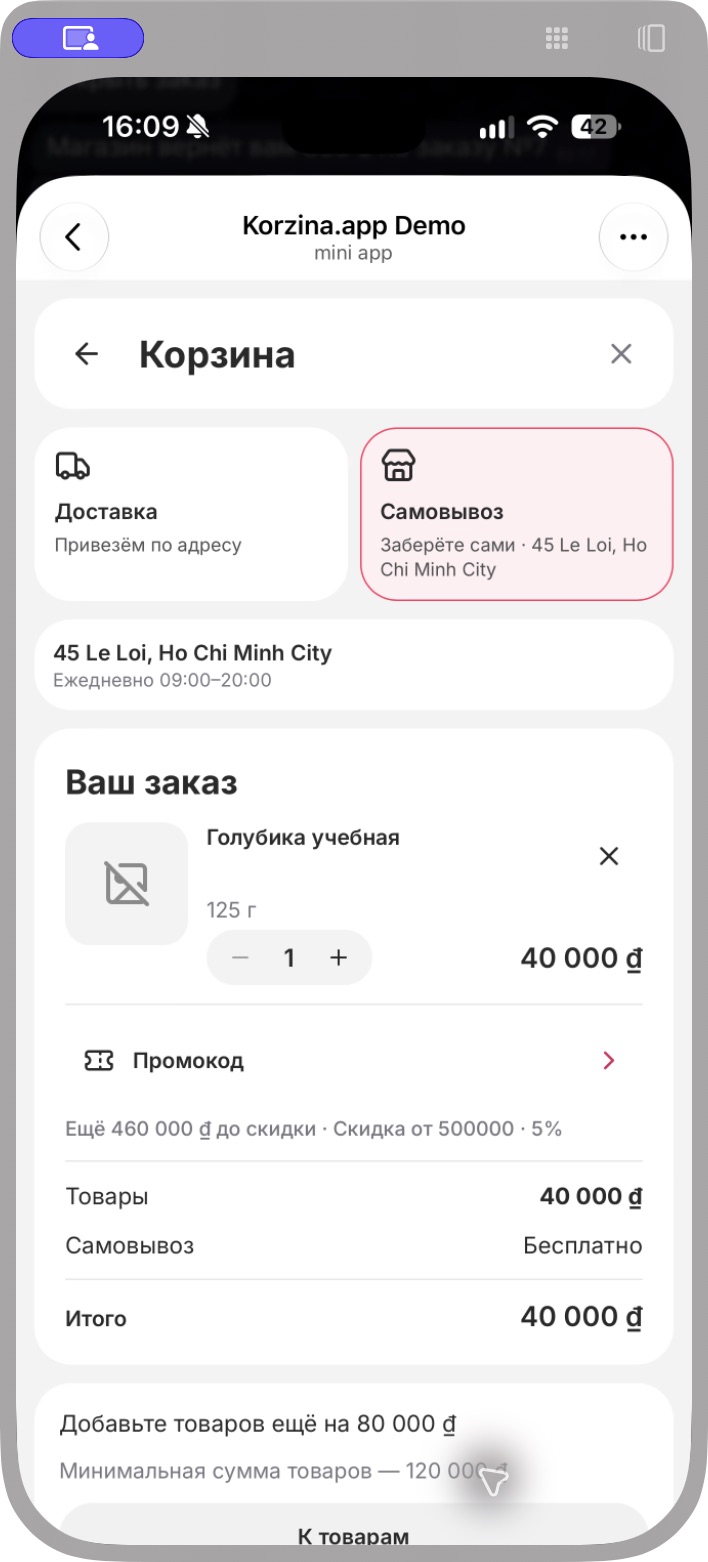 16:09
42
Korzina.app Demo
mini app
Корзина
Доставка
Привезём по адресу
Самовывоз
Заберёте сами · 45 Le Loi, Ho
Chi Minh City
45 Le Loi, Ho Chi Minh City
Ежедневно 09:00–20:00
Ваш заказ
Голубика учебная
125 г
1
40 000 ₫
Промокод
Ещё 460 000 ₫ до скидки · Скидка от 500000 · 5%
Товары 40 000 ₫
Самовывоз Бесплатно
Итого 40 000 ₫
Добавьте товаров ещё на 80 000 ₫
Минимальная сумма товаров — 120 000 ₫
К товарам